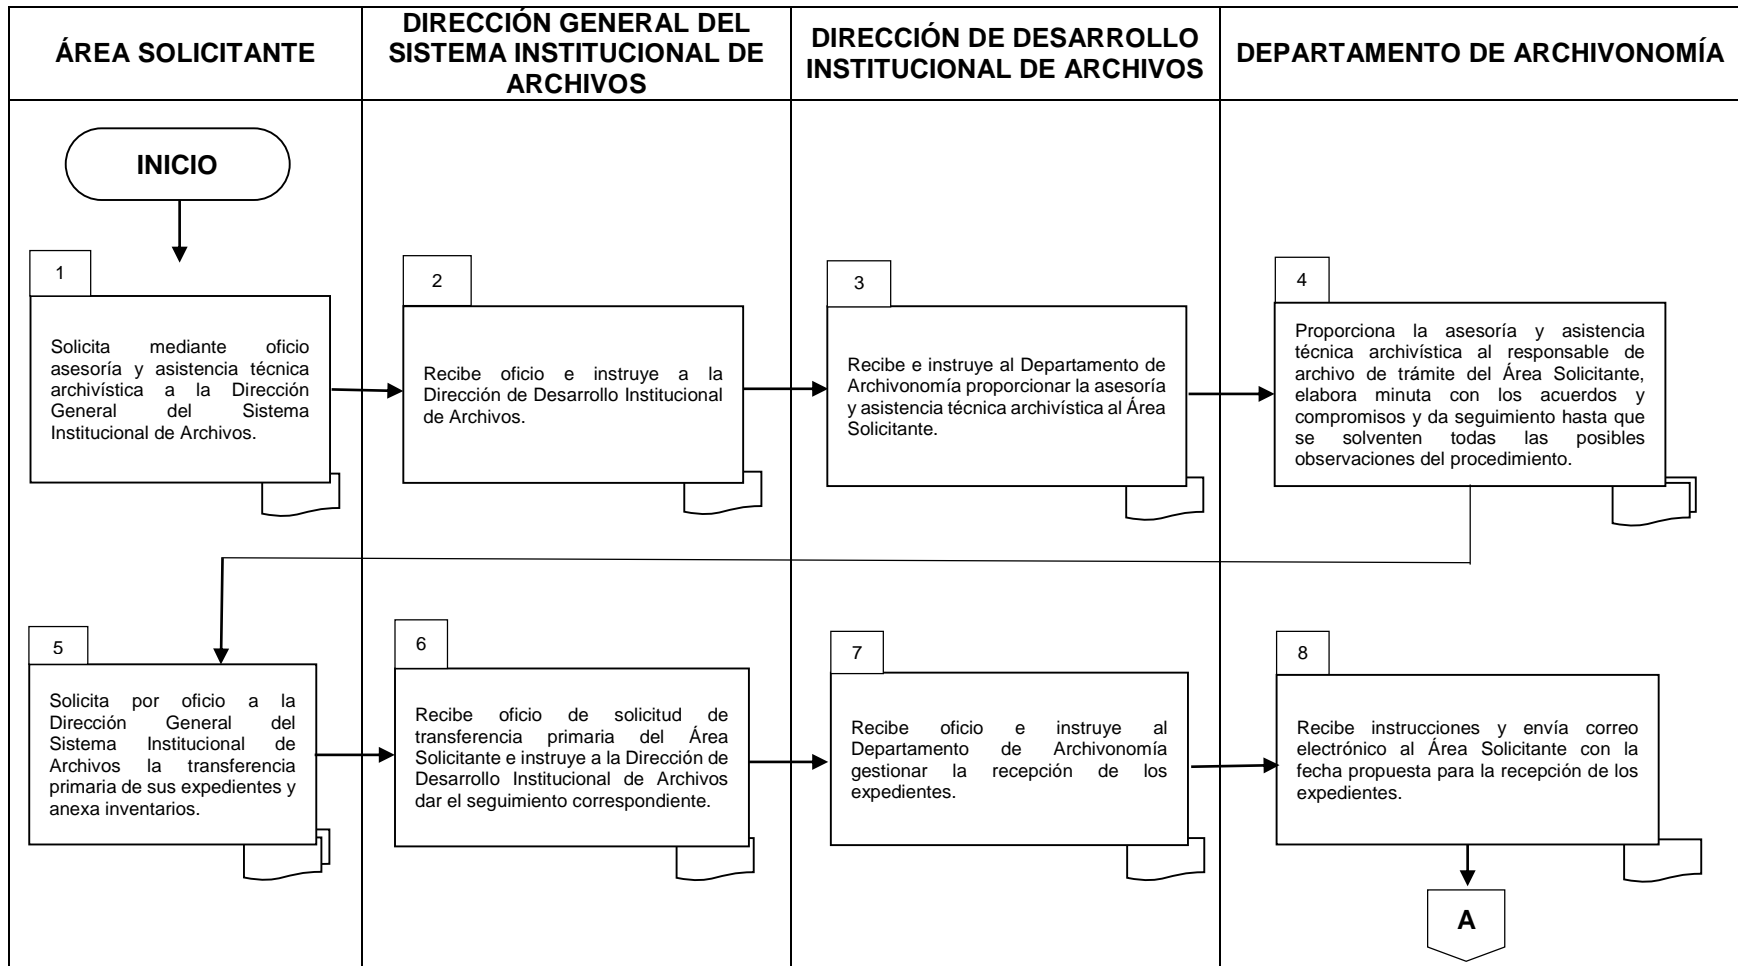 ÁREA SOLICITANTE
DIRECCIÓN GENERAL DEL
SISTEMA INSTITUCIONAL DE
ARCHIVOS
DIRECCIÓN DE DESARROLLO
INSTITUCIONAL DE ARCHIVOS
DEPARTAMENTO DE ARCHIVONOMÍA
INICIO
1
Solicita mediante oficio
asesoría y asistencia técnica
archivística a la Dirección
General del Sistema
Institucional de Archivos.
2
Recibe oficio e instruye a la
Dirección de Desarrollo Institucional
de Archivos.
3
Recibe e instruye al Departamento de
Archivonomía proporcionar la asesoría
y asistencia técnica archivística al Área
Solicitante.
4
Proporciona la asesoría y asistencia
técnica archivística al responsable de
archivo de trámite del Área Solicitante,
elabora minuta con los acuerdos y
compromisos y da seguimiento hasta que
se solventen todas las posibles
observaciones del procedimiento.
5
Solicita por oficio a la
Dirección General del
Sistema Institucional de
Archivos la transferencia
primaria de sus expedientes y
anexa inventarios.
6
Recibe oficio de solicitud de
transferencia primaria del Área
Solicitante e instruye a la Dirección de
Desarrollo Institucional de Archivos
dar el seguimiento correspondiente.
7
Recibe oficio e instruye al
Departamento de Archivonomía
gestionar la recepción de los
expedientes.
8
Recibe instrucciones y envía correo
electrónico al Área Solicitante con la
fecha propuesta para la recepción de los
expedientes.
A